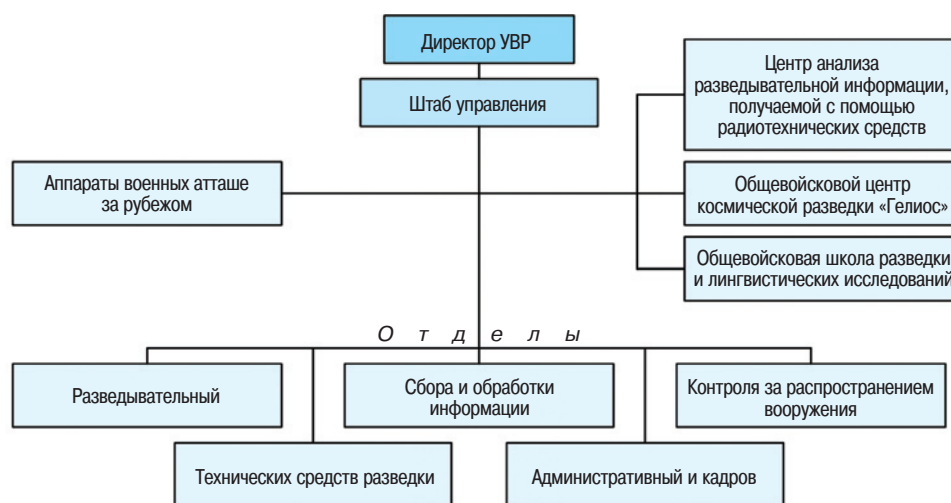 Директор УВР
Штаб управления
Центр анализа
разведывательной информации,
получаемой с помощью
радиотехнических средств
Аппараты военных атташе
за рубежом
Общевойсковой центр
космической разведки «Гелиос»
Общевойсковая школа разведки
и лингвистических исследований
Отделы
Разведывательный
Сбора и обработки
информации
Контроля за распространением
вооружения
Технических средств разведки
Административный и кадров